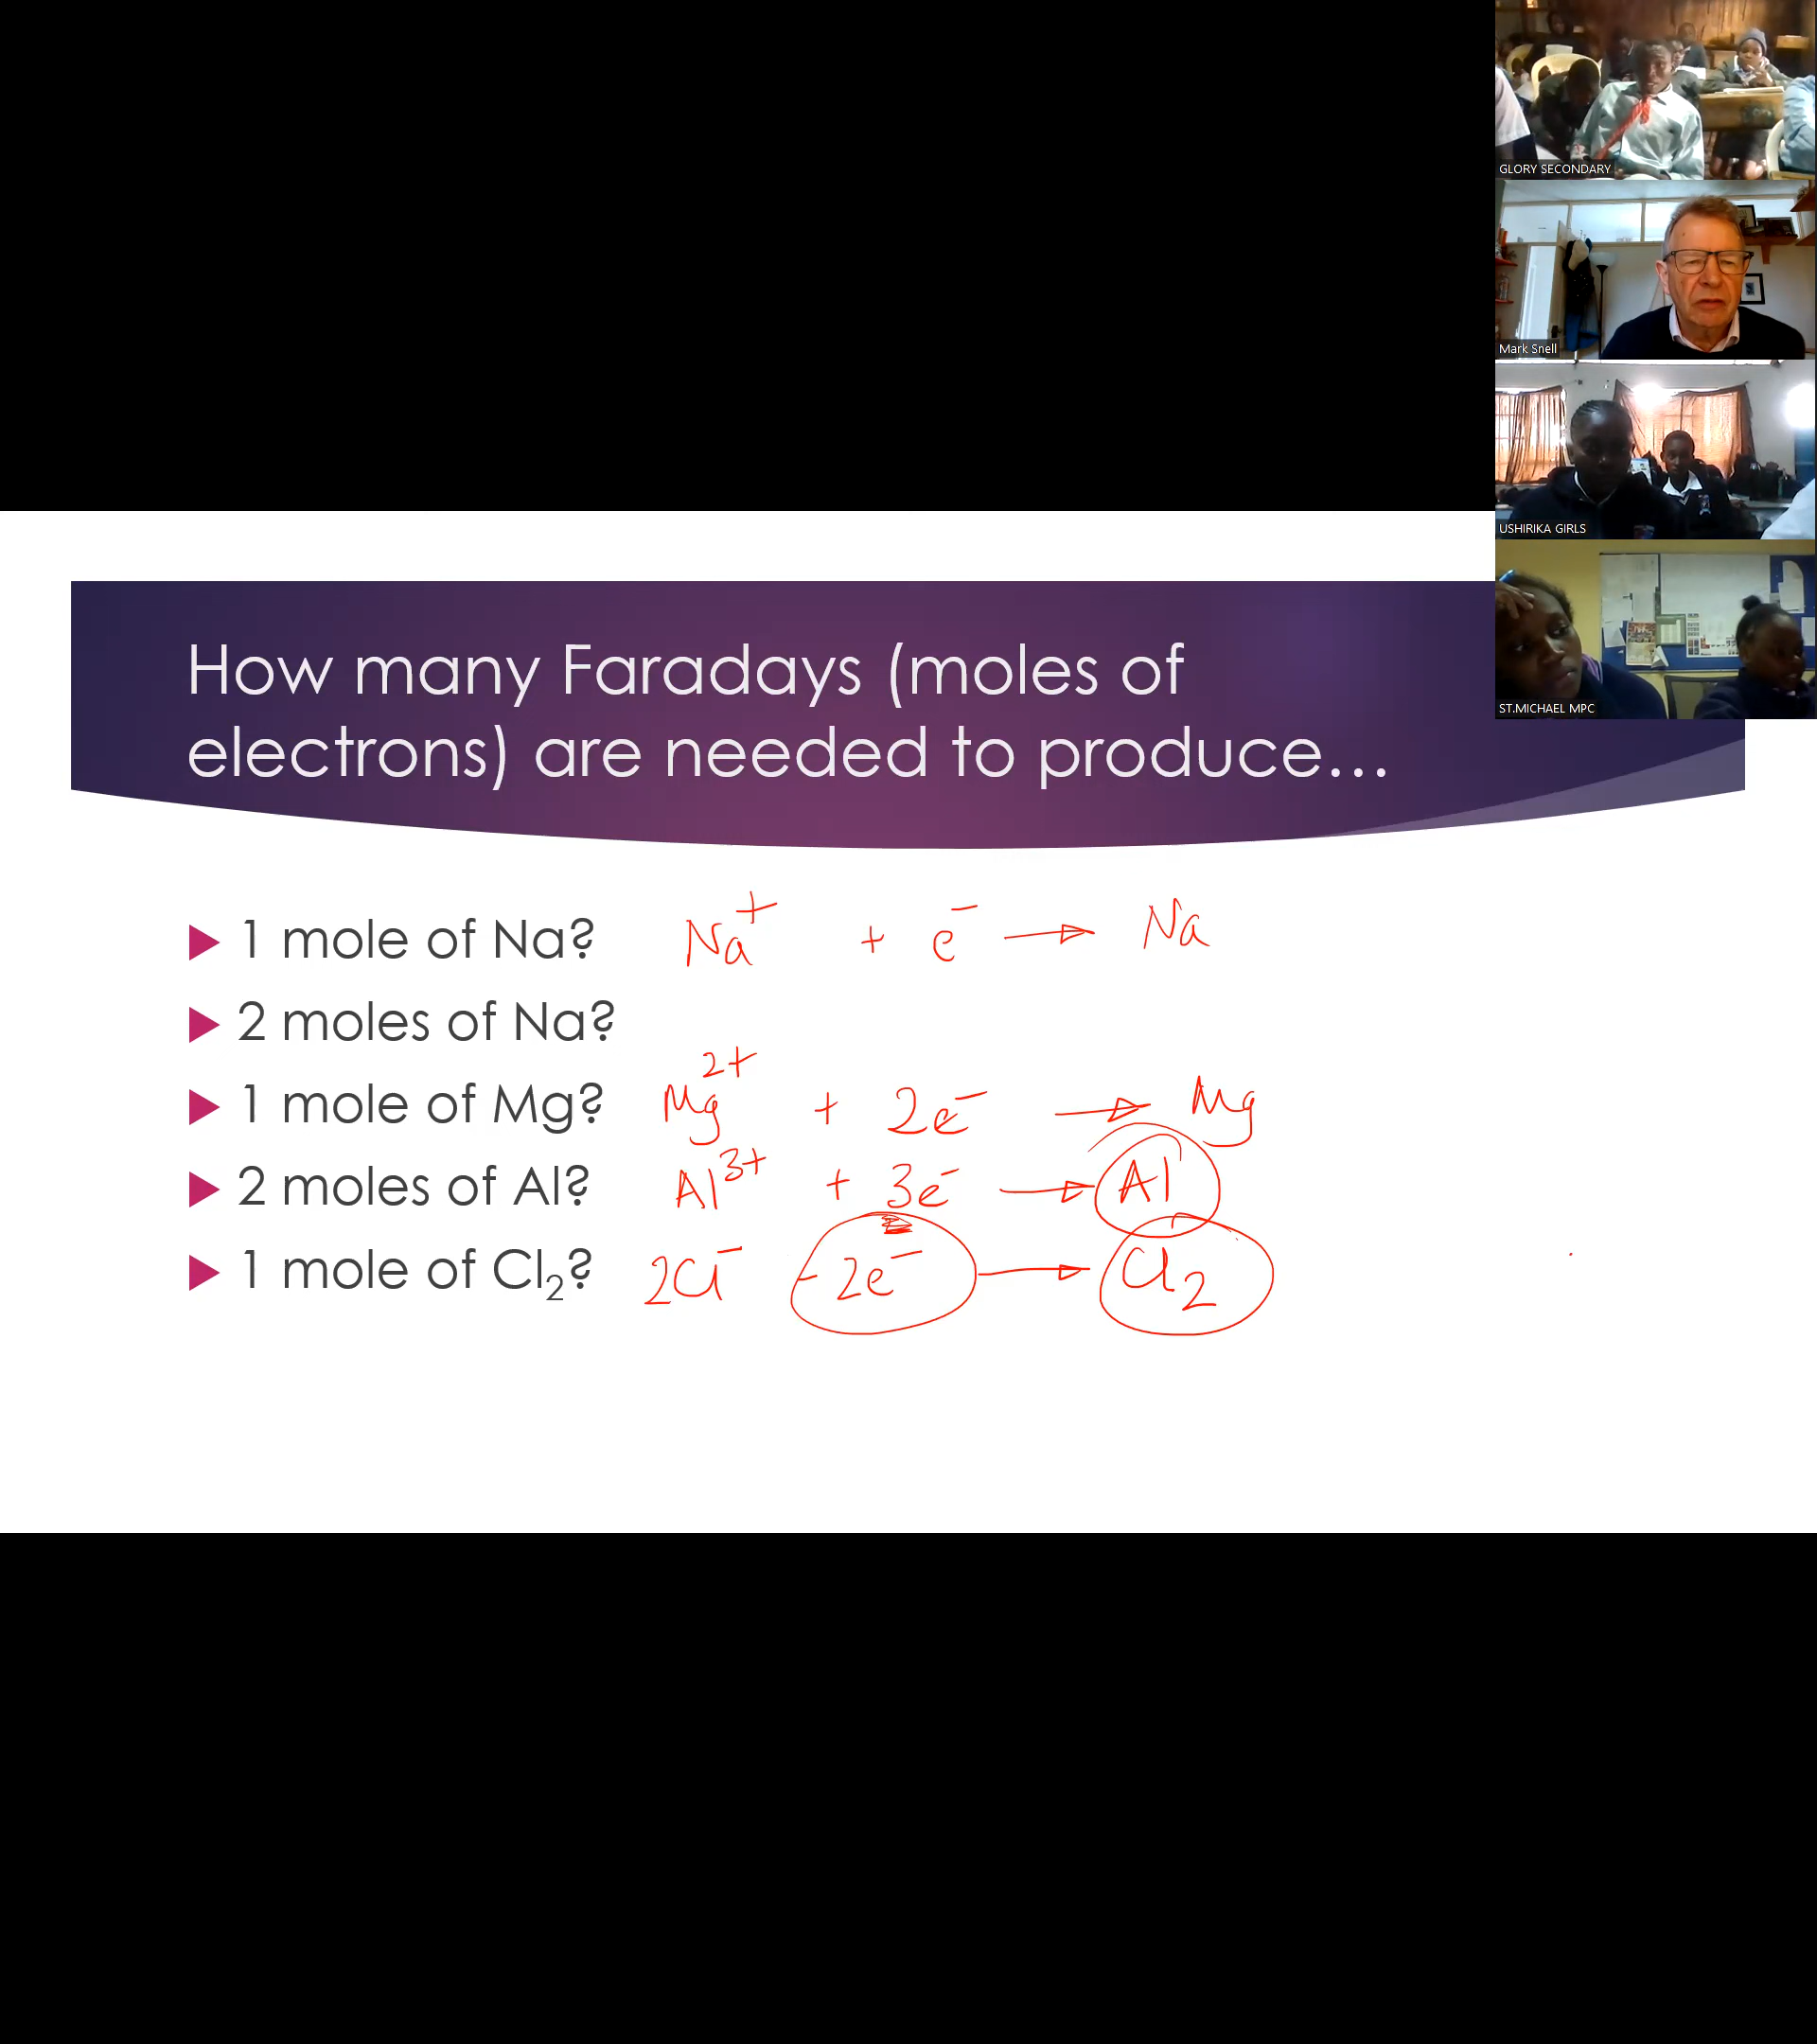 GLORY SECONDARY
Mark Snell
USHIRIKA GIRLS
ST.MICHAEL MPC
How many Faradays (moles of
electrons) are needed to produce…
1 mole of Na? Na⁺ + e⁻ → Na
2 moles of Na?
1 mole of Mg? Mg²⁺ + 2e⁻ → Mg
2 moles of Al? Al³⁺ + 3e⁻ → Al
1 mole of Cl₂? 2Cl⁻ - 2e⁻ → Cl₂